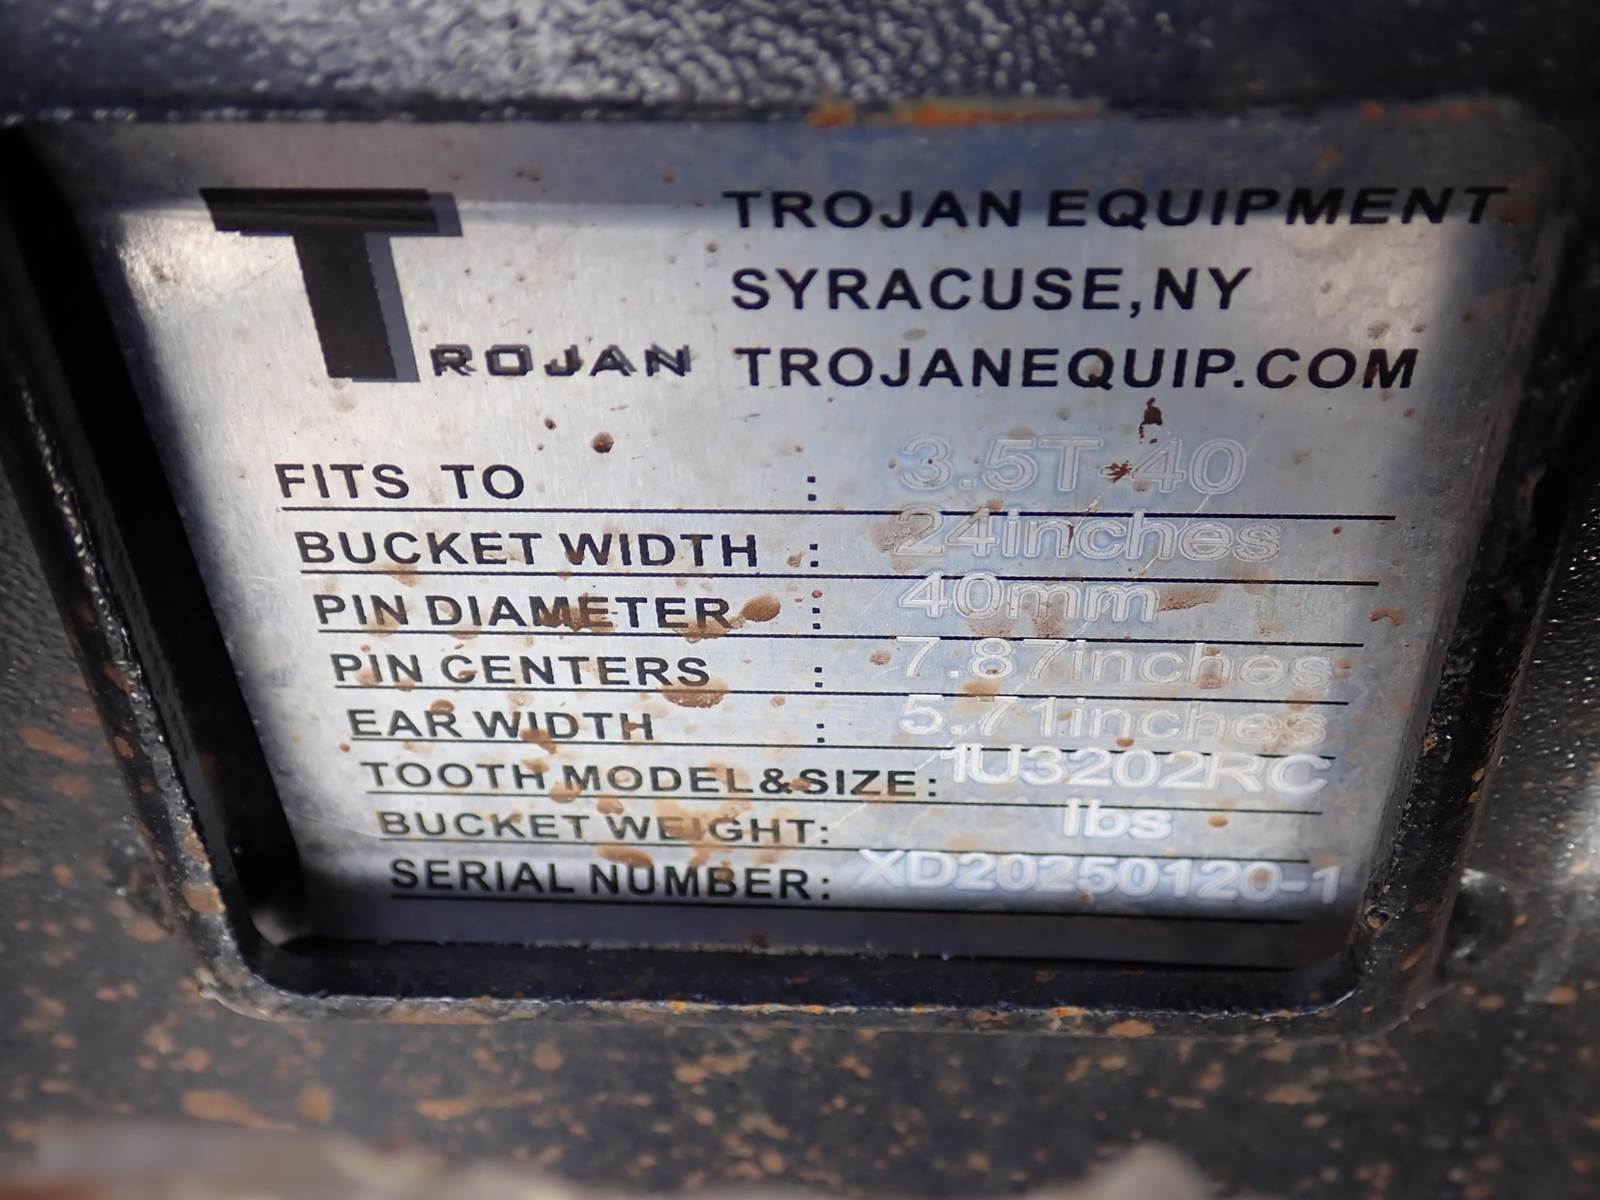 TROJAN
TROJAN EQUIPMENT
SYRACUSE,NY
TROJANEQUIP.COM
FITS TO : 3.5T-40
BUCKET WIDTH : 24inches
PIN DIAMETER : 40mm
PIN CENTERS : 7.87inches
EAR WIDTH : 5.71inches
TOOTH MODEL&SIZE: 1U3202RC
BUCKET WEIGHT: lbs
SERIAL NUMBER: XD20250120-1